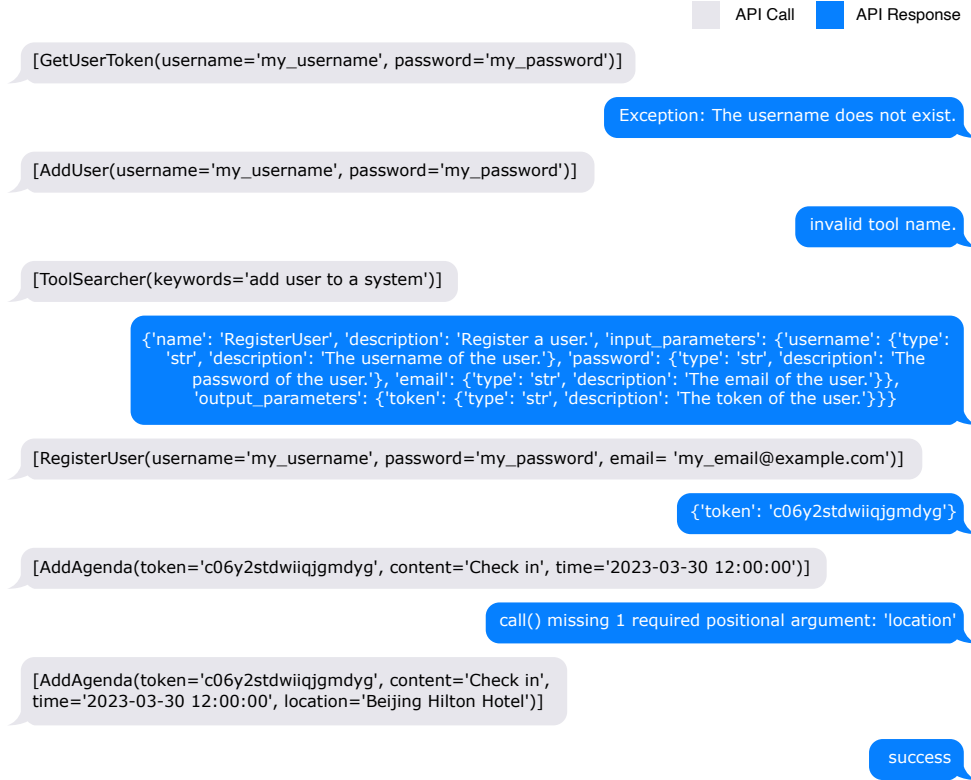 API Call
API Response
[GetUserToken(username='my_username', password='my_password')]
Exception: The username does not exist.
[AddUser(username='my_username', password='my_password')]
invalid tool name.
[ToolSearcher(keywords='add user to a system')]
{'name': 'RegisterUser', 'description': 'Register a user.', 'input_parameters': {'username': {'type':
'str', 'description': 'The username of the user.'}, 'password': {'type': 'str', 'description': 'The
password of the user.'}, 'email': {'type': 'str', 'description': 'The email of the user.'}},
'output_parameters': {'token': {'type': 'str', 'description': 'The token of the user.'}}}
[RegisterUser(username='my_username', password='my_password', email= 'my_email@example.com')]
{'token': 'c06y2stdwiiqjgmdyg'}
[AddAgenda(token='c06y2stdwiiqjgmdyg', content='Check in', time='2023-03-30 12:00:00')]
call() missing 1 required positional argument: 'location'
[AddAgenda(token='c06y2stdwiiqjgmdyg', content='Check in',
time='2023-03-30 12:00:00', location='Beijing Hilton Hotel')]
success